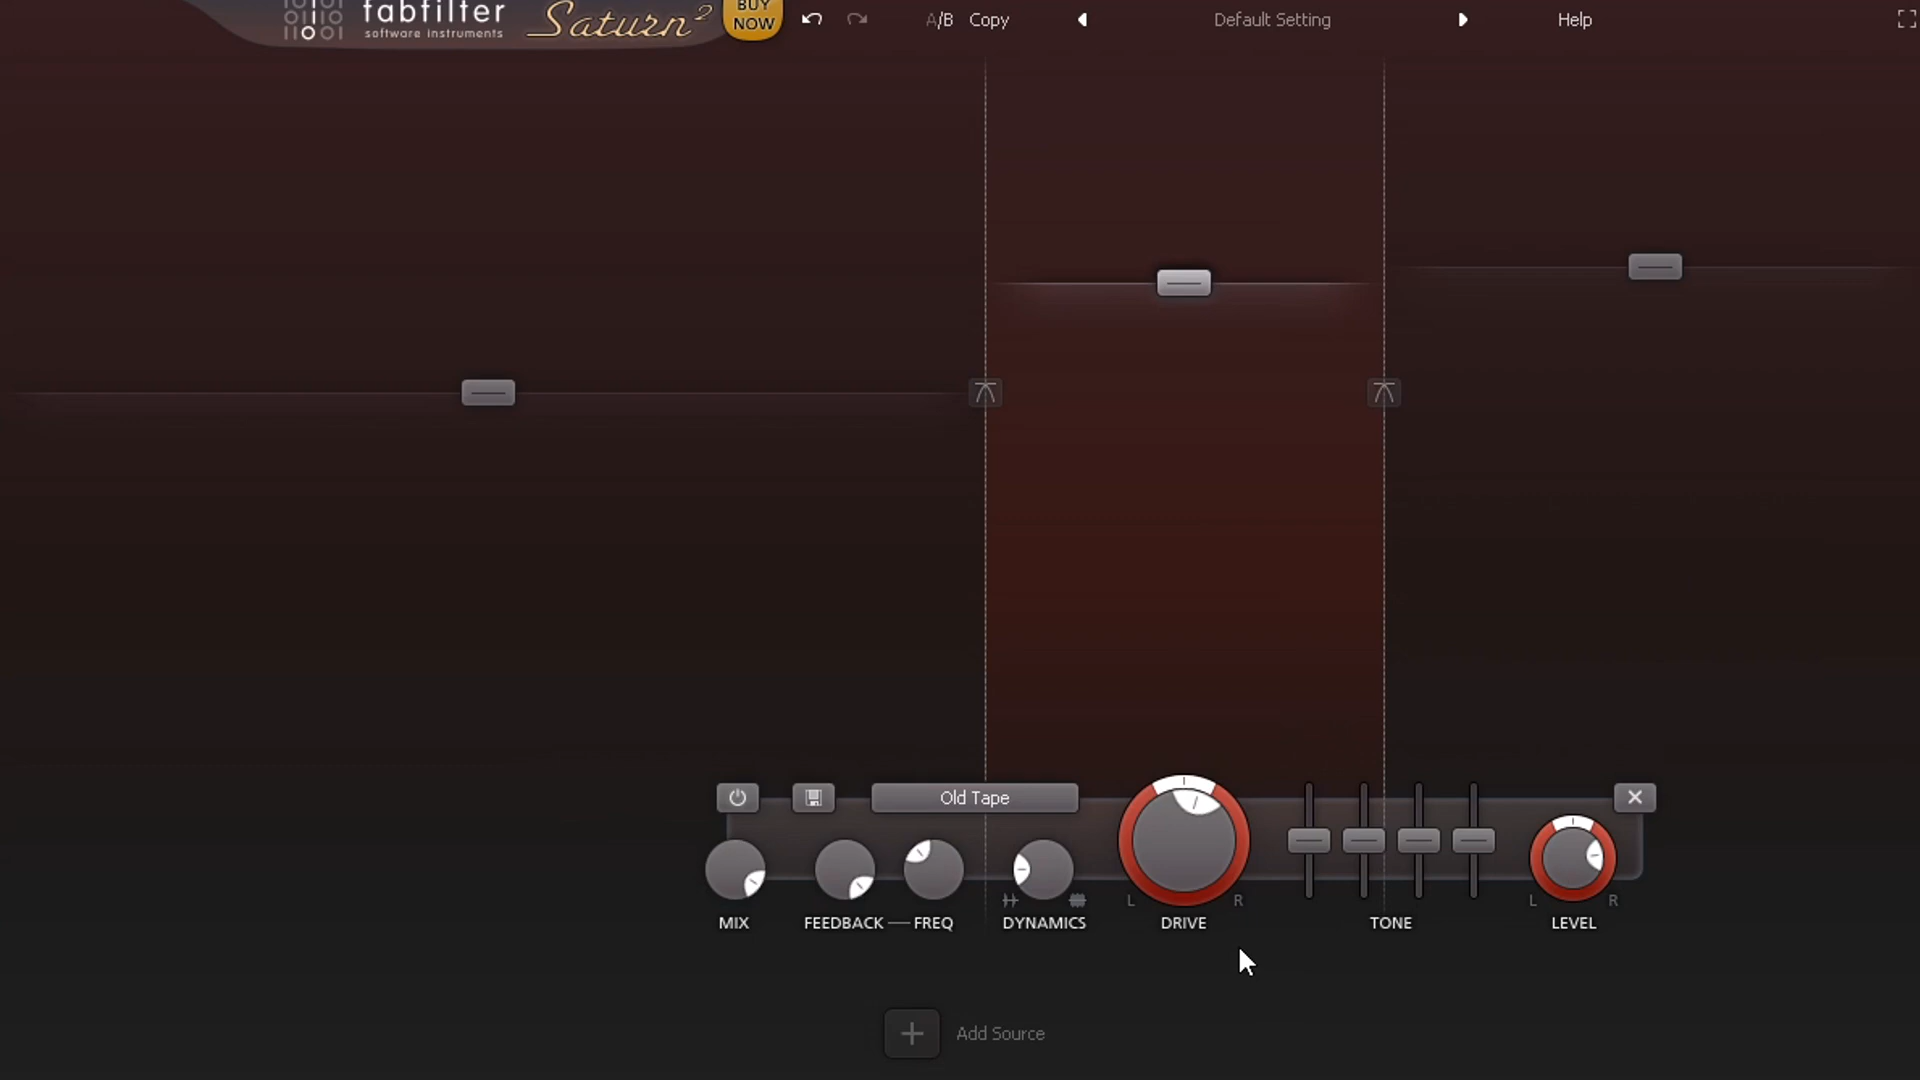 fabfilter
software instruments
Saturn 2
BUY NOW
A/B Copy
Default Setting
Help
Old Tape
L R
L R
MIX FEEDBACK FREQ DYNAMICS DRIVE TONE LEVEL
+ Add Source